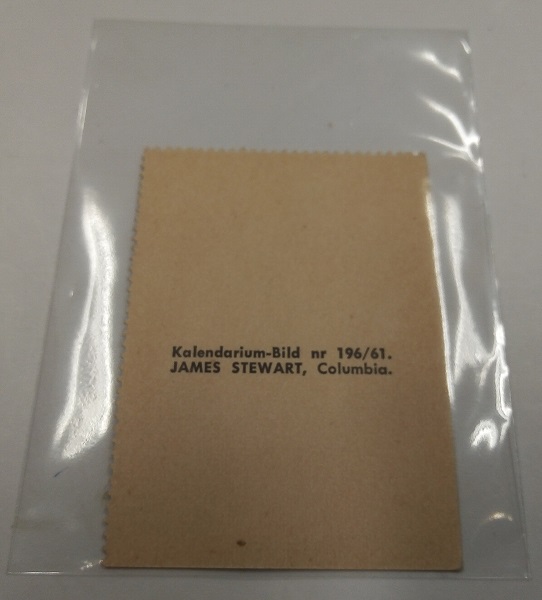 Kalendarium-Bild nr 196/61.
JAMES STEWART, Columbia.